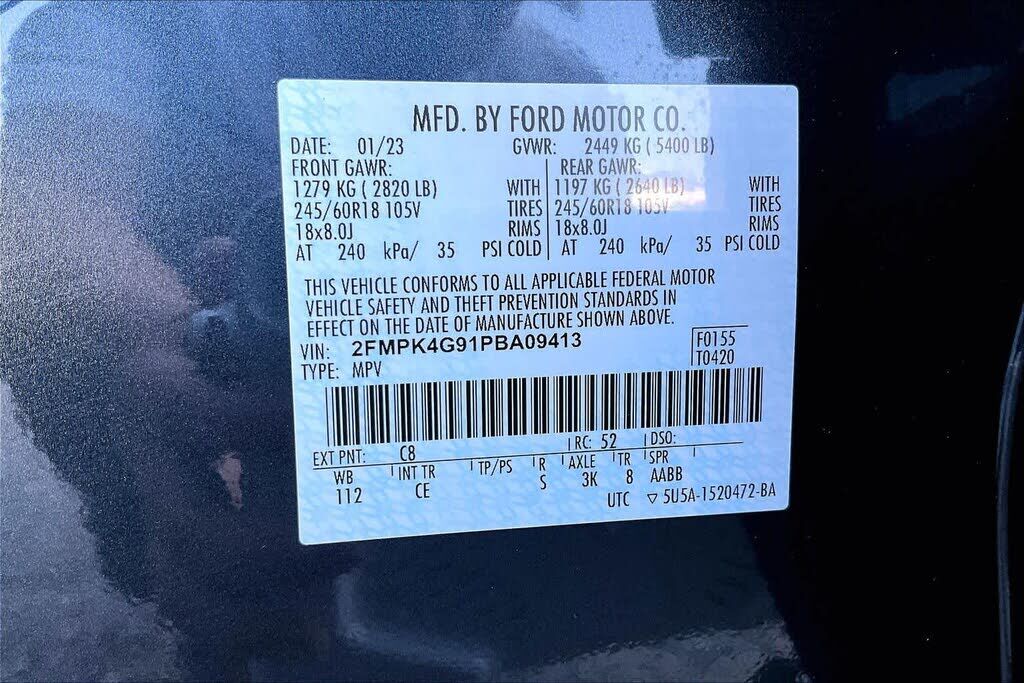 MFD. BY FORD MOTOR CO.
DATE: 01/23 GVWR: 2449 KG ( 5400 LB)
FRONT GAWR: REAR GAWR:
1279 KG ( 2820 LB) WITH 1197 KG ( 2640 LB) WITH
245/60R18 105V TIRES 245/60R18 105V TIRES
18x8.0J RIMS 18x8.0J RIMS
AT 240 kPa/ 35 PSI COLD AT 240 kPa/ 35 PSI COLD
THIS VEHICLE CONFORMS TO ALL APPLICABLE FEDERAL MOTOR
VEHICLE SAFETY AND THEFT PREVENTION STANDARDS IN
EFFECT ON THE DATE OF MANUFACTURE SHOWN ABOVE.
VIN: 2FMPK4G91PBA09413 F0155
TYPE: MPV T0420
EXT PNT: C8 RC: 52 DSO:
WB INT TR TP/PS R AXLE TR SPR
112 CE S 3K 8 AABB
UTC ▽ 5U5A-1520472-BA